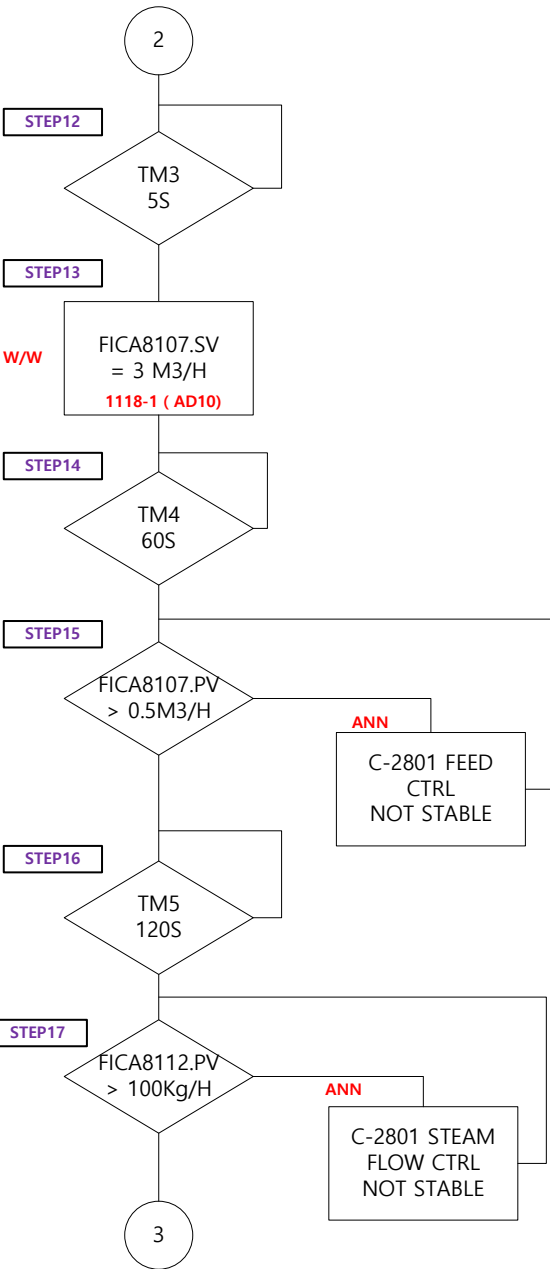 2
STEP12
TM3
5S
STEP13
W/W
FICA8107.SV
= 3 M3/H
1118-1 ( AD10)
STEP14
TM4
60S
STEP15
FICA8107.PV
> 0.5M3/H
ANN
C-2801 FEED
CTRL
NOT STABLE
STEP16
TM5
120S
STEP17
FICA8112.PV
> 100Kg/H
ANN
C-2801 STEAM
FLOW CTRL
NOT STABLE
3